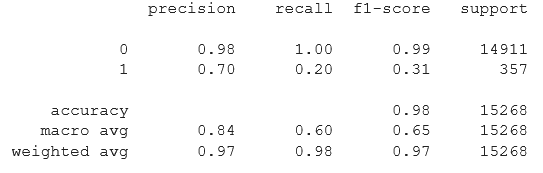 precision recall f1-score support
0 0.98 1.00 0.99 14911
1 0.70 0.20 0.31 357
accuracy 0.98 15268
macro avg 0.84 0.60 0.65 15268
weighted avg 0.97 0.98 0.97 15268